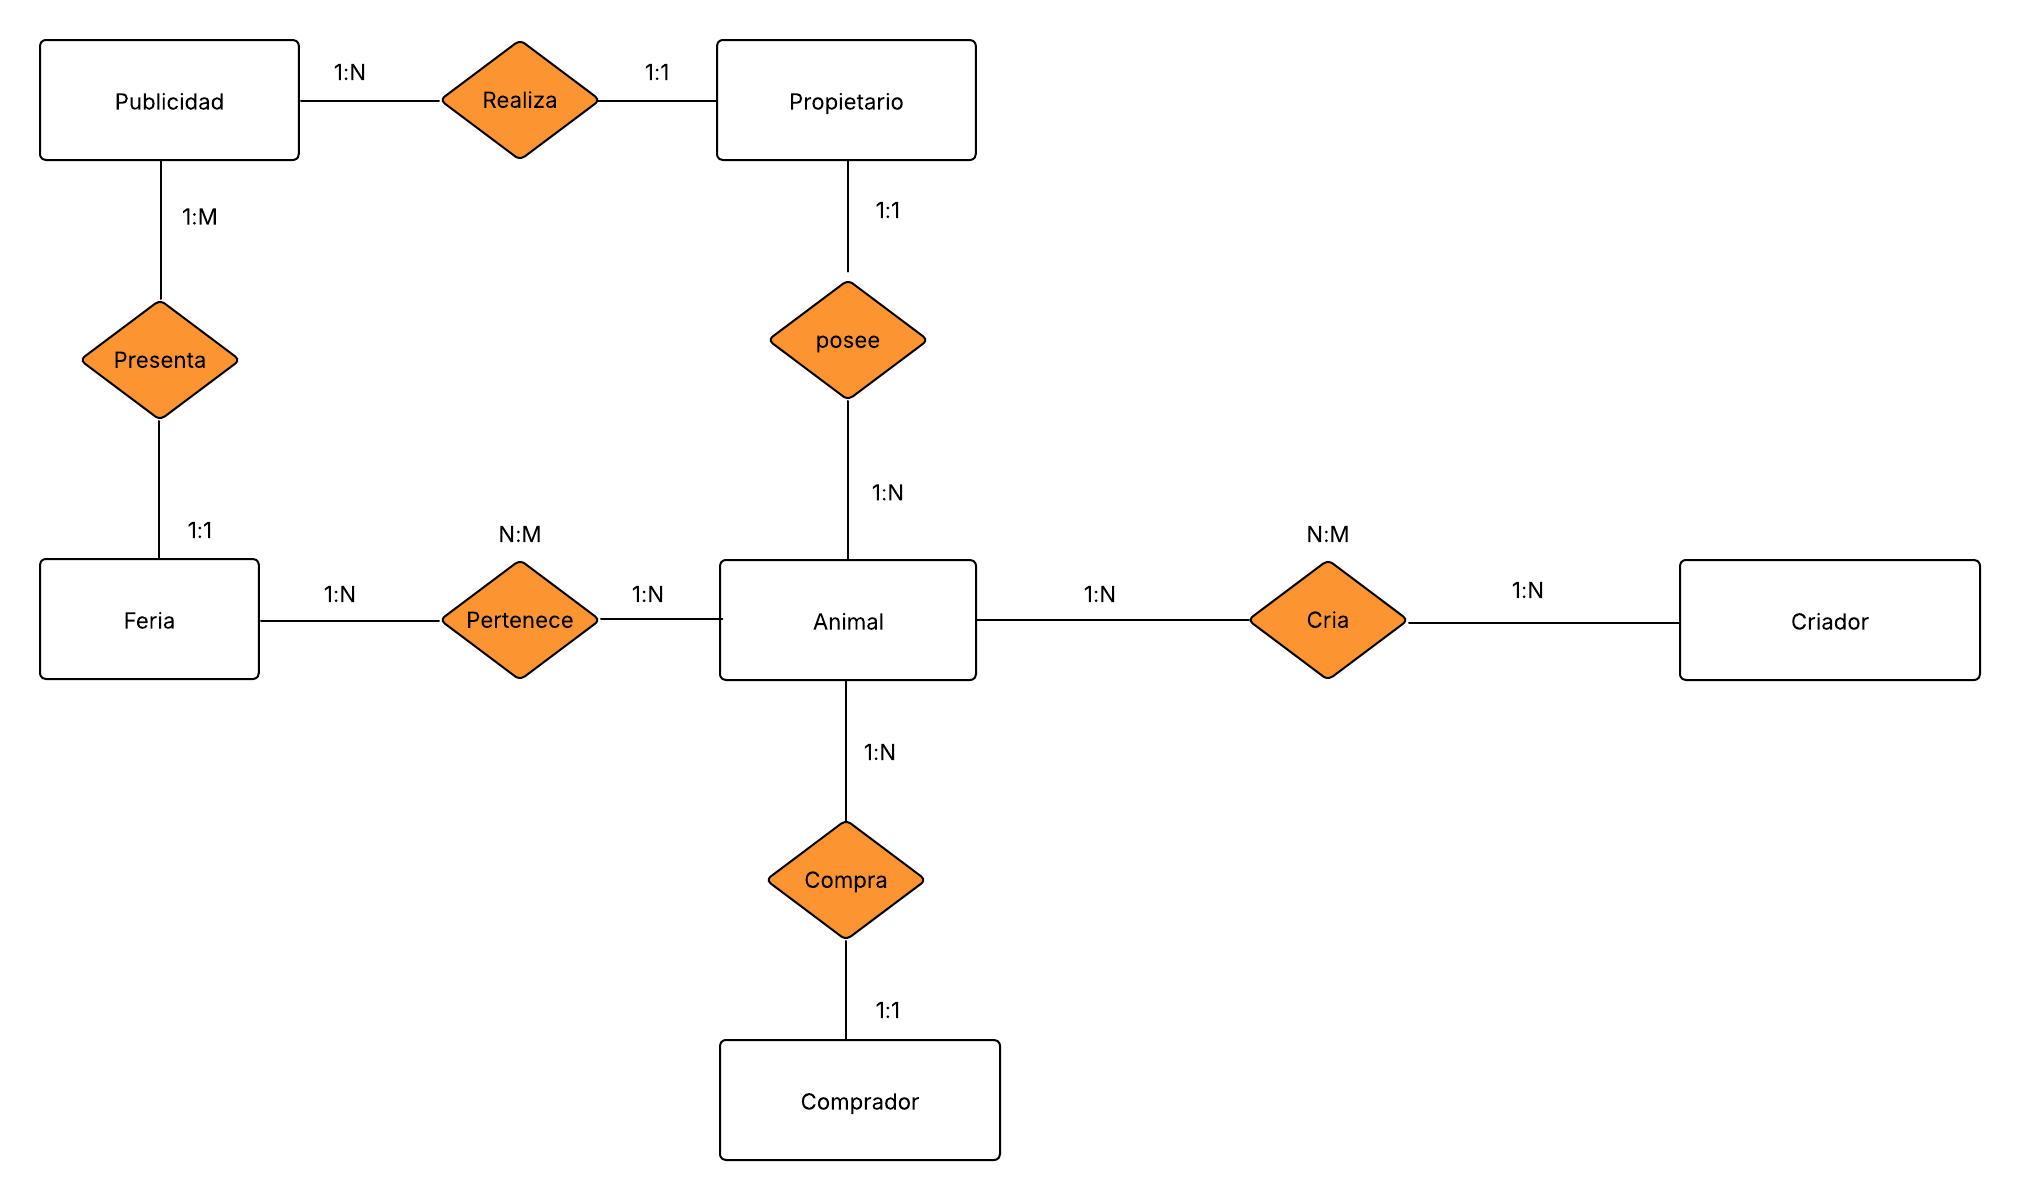 Publicidad
1:N
Realiza
1:1
Propietario
1:M
1:1
Presenta
posee
1:1
1:N
N:M
N:M
Feria
1:N
Pertenece
1:N
Animal
1:N
Cria
1:N
Criador
1:N
Compra
1:1
Comprador